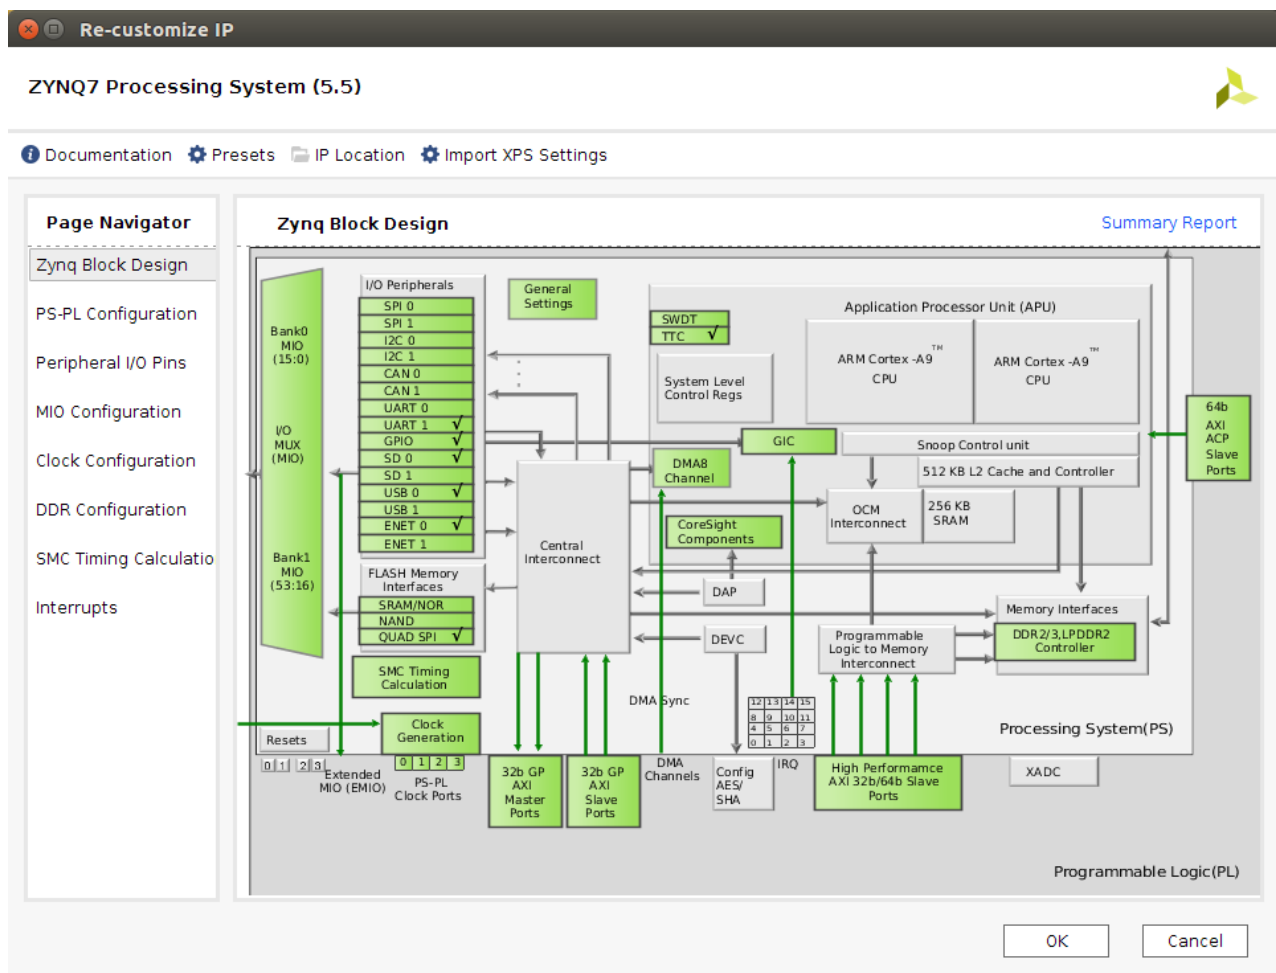 Re-customize IP
ZYNQ7 Processing System (5.5)
Documentation Presets IP Location Import XPS Settings
Page Navigator
Zynq Block Design
PS-PL Configuration
Peripheral I/O Pins
MIO Configuration
Clock Configuration
DDR Configuration
SMC Timing Calculatio
Interrupts
Zynq Block Design
Summary Report
Bank0
MIO
(15:0)
I/O
MUX
(MIO)
Bank1
MIO
(53:16)
I/O Peripherals
SPI 0
SPI 1
I2C 0
I2C 1
CAN 0
CAN 1
UART 0
UART 1 √
GPIO √
SD 0 √
SD 1
USB 0 √
USB 1
ENET 0 √
ENET 1
FLASH Memory
Interfaces
SRAM/NOR
NAND
QUAD SPI √
SMC Timing
Calculation
Clock
Generation
0 1 2 3
PS-PL
Clock Ports
Resets
0 1 2 3
Extended
MIO (EMIO)
General
Settings
Central
Interconnect
32b GP
AXI
Master
Ports
32b GP
AXI
Slave
Ports
Application Processor Unit (APU)
SWDT
TTC √
System Level
Control Regs
ARM Cortex -A9™
CPU
ARM Cortex -A9™
CPU
GIC
Snoop Control unit
512 KB L2 Cache and Controller
DMA8
Channel
OCM
Interconnect
256 KB
SRAM
CoreSight
Components
DAP
DEVC
DMA Sync
DMA
Channels
Config
AES/
SHA
12 13 14 15
8 9 10 11
4 5 6 7
0 1 2 3
IRQ
Programmable
Logic to Memory
Interconnect
Memory Interfaces
DDR2/3,LPDDR2
Controller
High Performamce
AXI 32b/64b Slave
Ports
64b
AXI
ACP
Slave
Ports
Processing System(PS)
XADC
Programmable Logic(PL)
OK
Cancel